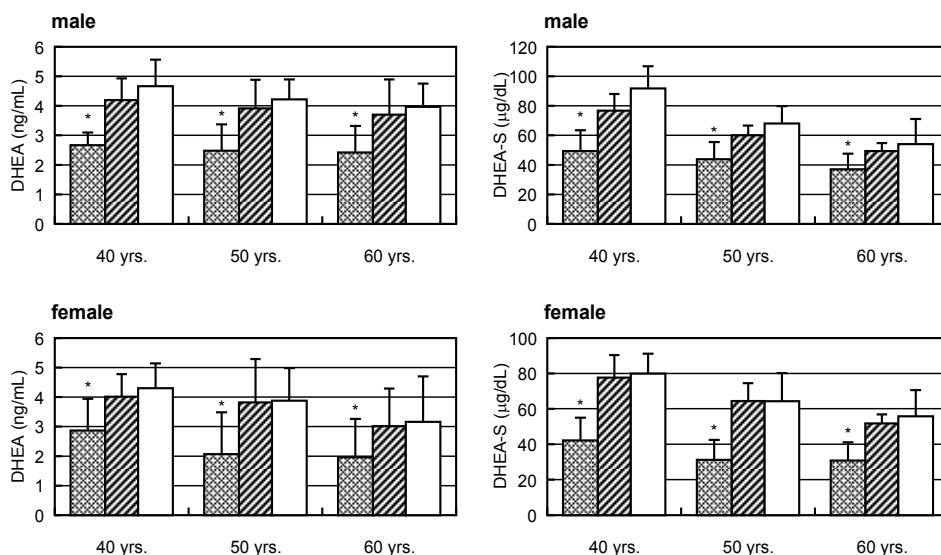 male
DHEA (ng/mL)
6
5
4
3
2
1
0
*
*
*
40 yrs.
50 yrs.
60 yrs.
male
DHEA-S (µg/dL)
120
100
80
60
40
20
0
*
*
*
40 yrs.
50 yrs.
60 yrs.
female
DHEA (ng/mL)
6
5
4
3
2
1
0
*
*
*
40 yrs.
50 yrs.
60 yrs.
female
DHEA-S (µg/dL)
100
80
60
40
20
0
*
*
*
40 yrs.
50 yrs.
60 yrs.